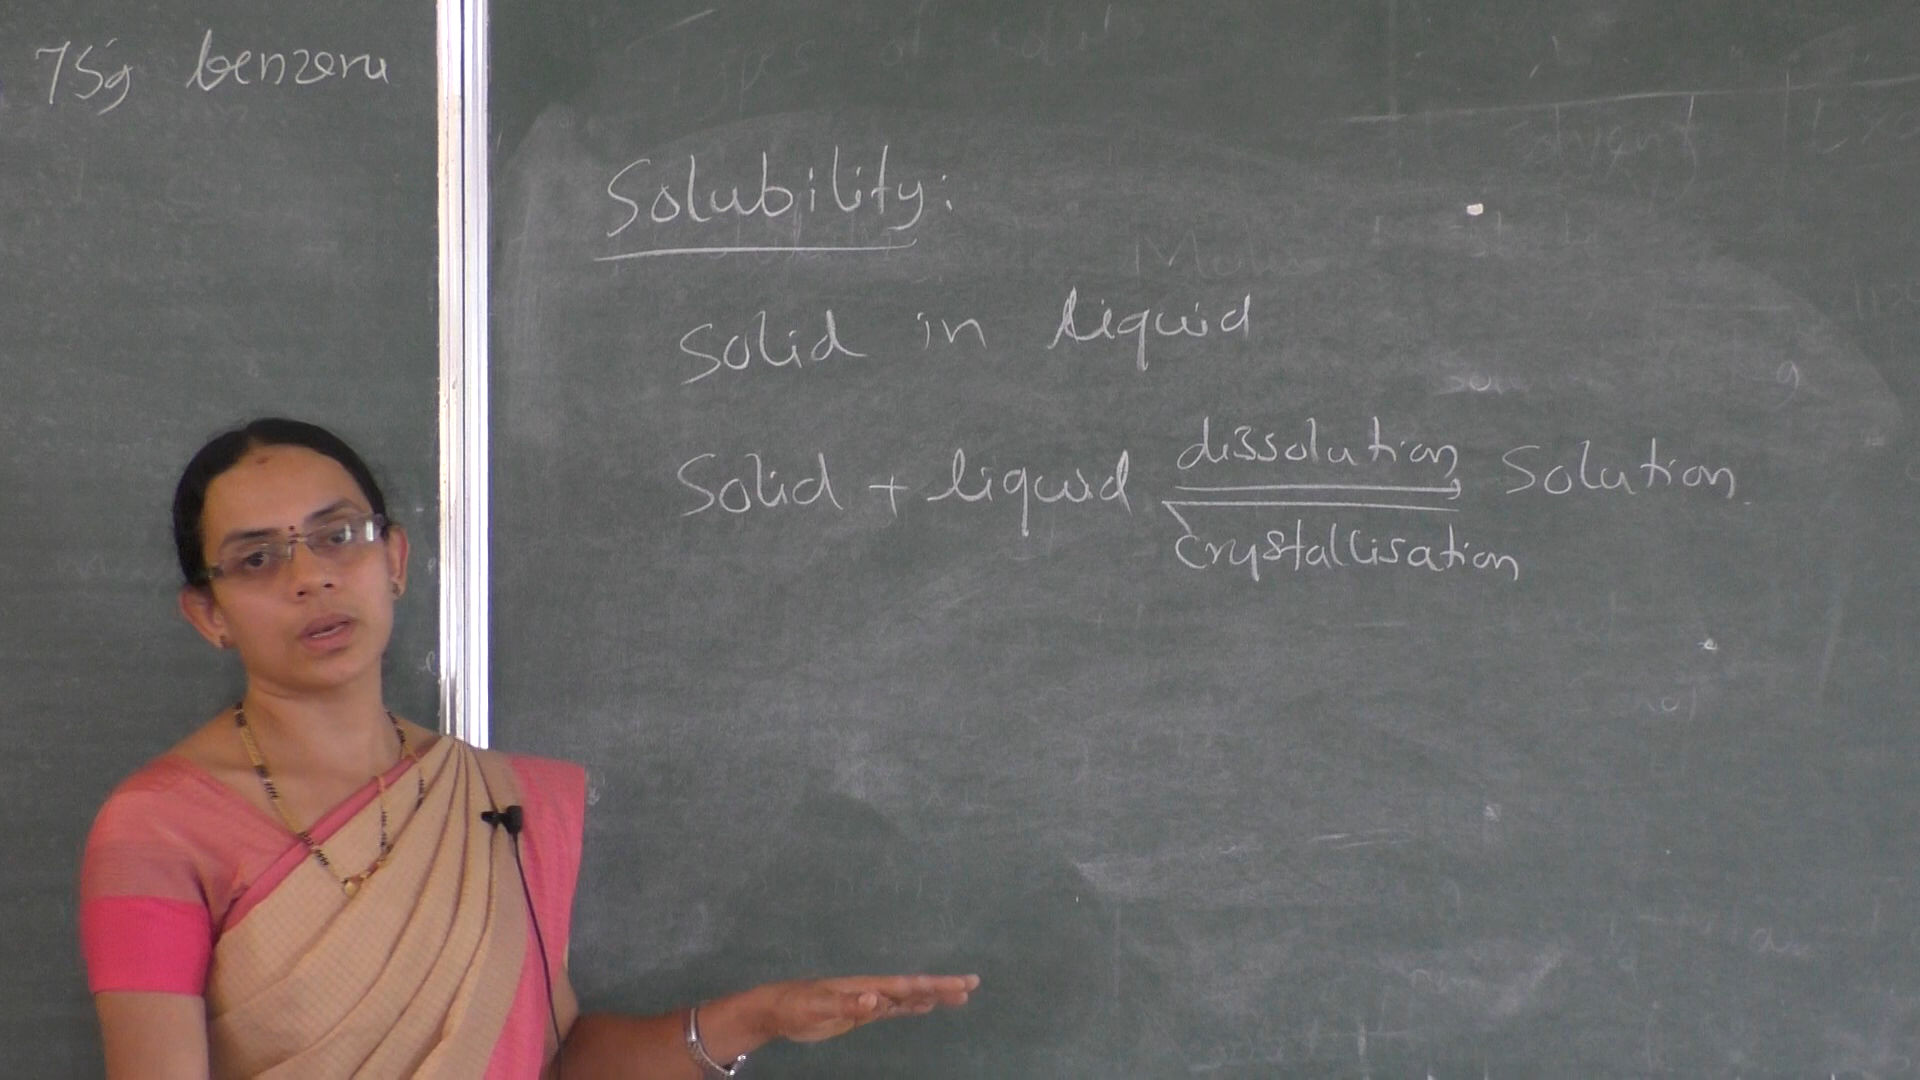 75g benzene
Solubility:
Solid in liquid
dissolution
Solid + liquid ⇌ Solution
crystallisation